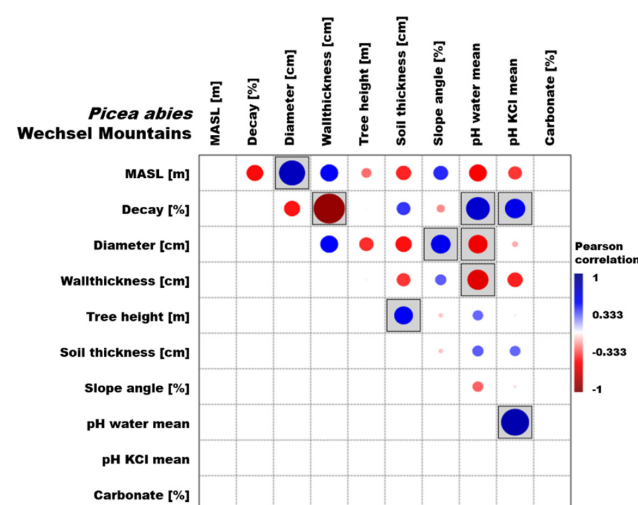 Picea abies
Wechsel Mountains
MASL [m]
Decay [%]
Diameter [cm]
Wallthickness [cm]
Tree height [m]
Soil thickness [cm]
Slope angle [%]
pH water mean
pH KCl mean
Carbonate [%]
MASL [m]
Decay [%]
Diameter [cm]
Wallthickness [cm]
Tree height [m]
Soil thickness [cm]
Slope angle [%]
pH water mean
pH KCl mean
Carbonate [%]
Pearson
correlation
1
0.333
-0.333
-1